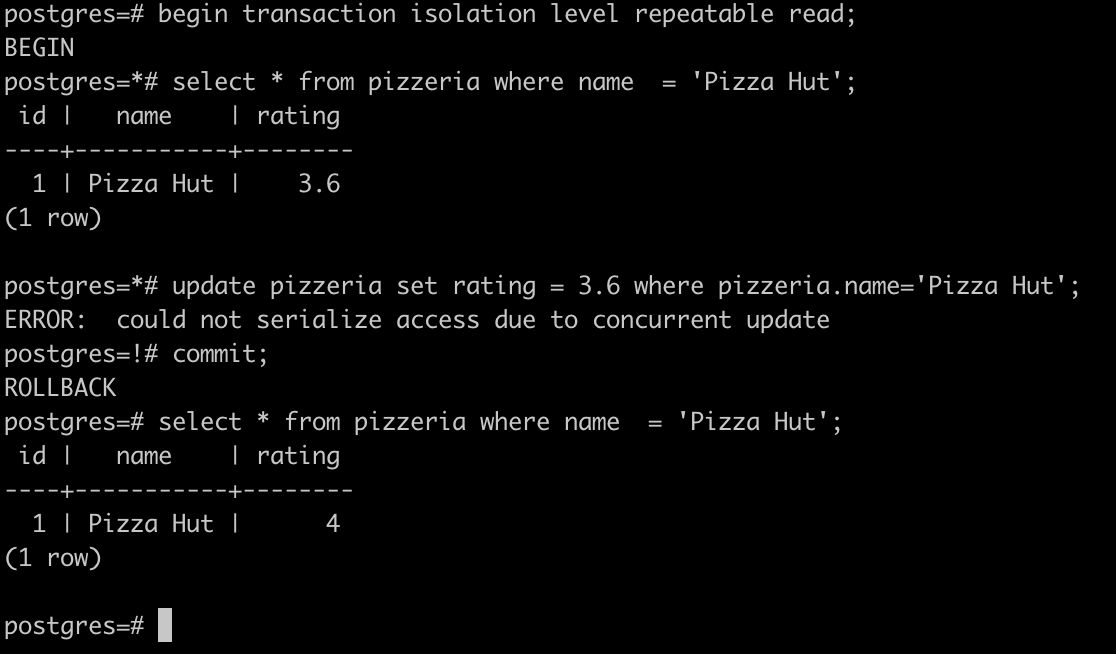 postgres=# begin transaction isolation level repeatable read;
BEGIN
postgres=*# select * from pizzeria where name  = 'Pizza Hut';
 id |   name    | rating
----+-----------+--------
  1 | Pizza Hut |    3.6
(1 row)

postgres=*# update pizzeria set rating = 3.6 where pizzeria.name='Pizza Hut';
ERROR:  could not serialize access due to concurrent update
postgres=!# commit;
ROLLBACK
postgres=# select * from pizzeria where name  = 'Pizza Hut';
 id |   name    | rating
----+-----------+--------
  1 | Pizza Hut |      4
(1 row)

postgres=#